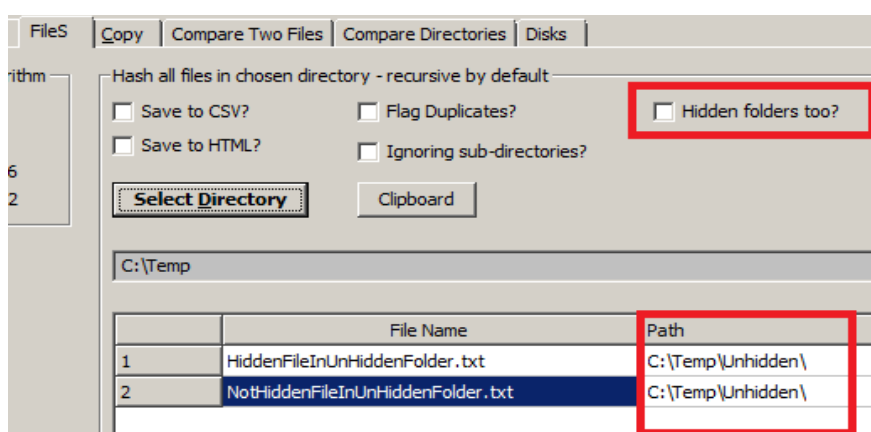 FileS Copy Compare Two Files Compare Directories Disks
rithm Hash all files in chosen directory - recursive by default
Save to CSV? Flag Duplicates? Hidden folders too?
Save to HTML? Ignoring sub-directories?
6
2 Select Directory Clipboard
C:\Temp
File Name Path
1 HiddenFileInUnHiddenFolder.txt C:\Temp\Unhidden\
2 NotHiddenFileInUnHiddenFolder.txt C:\Temp\Unhidden\